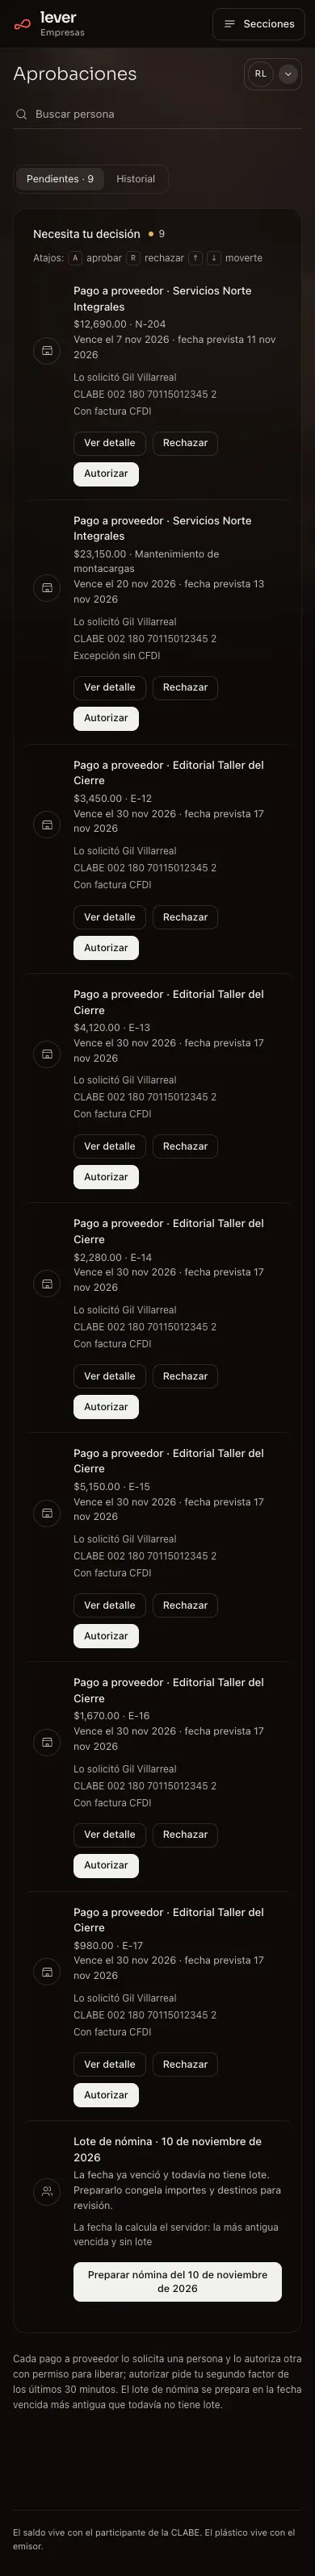 lever
Empresas
Secciones
Aprobaciones
RL
Buscar persona
Pendientes · 9
Historial
Necesita tu decisión
9
Atajos: A aprobar R rechazar ↑ ↓ moverte
Pago a proveedor · Servicios Norte
Integrales
$12,690.00 · N-204
Vence el 7 nov 2026 · fecha prevista 11 nov
2026
Lo solicitó Gil Villarreal
CLABE 002 180 70115012345 2
Con factura CFDI
Ver detalle
Rechazar
Autorizar
Pago a proveedor · Servicios Norte
Integrales
$23,150.00 · Mantenimiento de
montacargas
Vence el 20 nov 2026 · fecha prevista 13
nov 2026
Lo solicitó Gil Villarreal
CLABE 002 180 70115012345 2
Excepción sin CFDI
Ver detalle
Rechazar
Autorizar
Pago a proveedor · Editorial Taller del
Cierre
$3,450.00 · E-12
Vence el 30 nov 2026 · fecha prevista 17
nov 2026
Lo solicitó Gil Villarreal
CLABE 002 180 70115012345 2
Con factura CFDI
Ver detalle
Rechazar
Autorizar
Pago a proveedor · Editorial Taller del
Cierre
$4,120.00 · E-13
Vence el 30 nov 2026 · fecha prevista 17
nov 2026
Lo solicitó Gil Villarreal
CLABE 002 180 70115012345 2
Con factura CFDI
Ver detalle
Rechazar
Autorizar
Pago a proveedor · Editorial Taller del
Cierre
$2,280.00 · E-14
Vence el 30 nov 2026 · fecha prevista 17
nov 2026
Lo solicitó Gil Villarreal
CLABE 002 180 70115012345 2
Con factura CFDI
Ver detalle
Rechazar
Autorizar
Pago a proveedor · Editorial Taller del
Cierre
$5,150.00 · E-15
Vence el 30 nov 2026 · fecha prevista 17
nov 2026
Lo solicitó Gil Villarreal
CLABE 002 180 70115012345 2
Con factura CFDI
Ver detalle
Rechazar
Autorizar
Pago a proveedor · Editorial Taller del
Cierre
$1,670.00 · E-16
Vence el 30 nov 2026 · fecha prevista 17
nov 2026
Lo solicitó Gil Villarreal
CLABE 002 180 70115012345 2
Con factura CFDI
Ver detalle
Rechazar
Autorizar
Pago a proveedor · Editorial Taller del
Cierre
$980.00 · E-17
Vence el 30 nov 2026 · fecha prevista 17
nov 2026
Lo solicitó Gil Villarreal
CLABE 002 180 70115012345 2
Con factura CFDI
Ver detalle
Rechazar
Autorizar
Lote de nómina · 10 de noviembre de
2026
La fecha ya venció y todavía no tiene lote.
Prepararlo congela importes y destinos para
revisión.
La fecha la calcula el servidor: la más antigua
vencida y sin lote
Preparar nómina del 10 de noviembre
de 2026
Cada pago a proveedor lo solicita una persona y lo autoriza otra
con permiso para liberar; autorizar pide tu segundo factor de
los últimos 30 minutos. El lote de nómina se prepara en la fecha
vencida más antigua que todavía no tiene lote.
El saldo vive con el participante de la CLABE. El plástico vive con el
emisor.